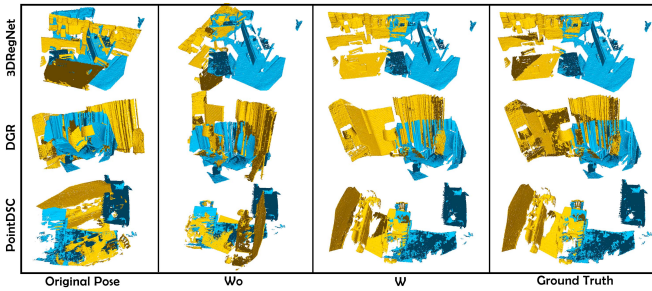 3DRegNet
DGR
PointDSC
Original Pose
Wo
W
Ground Truth